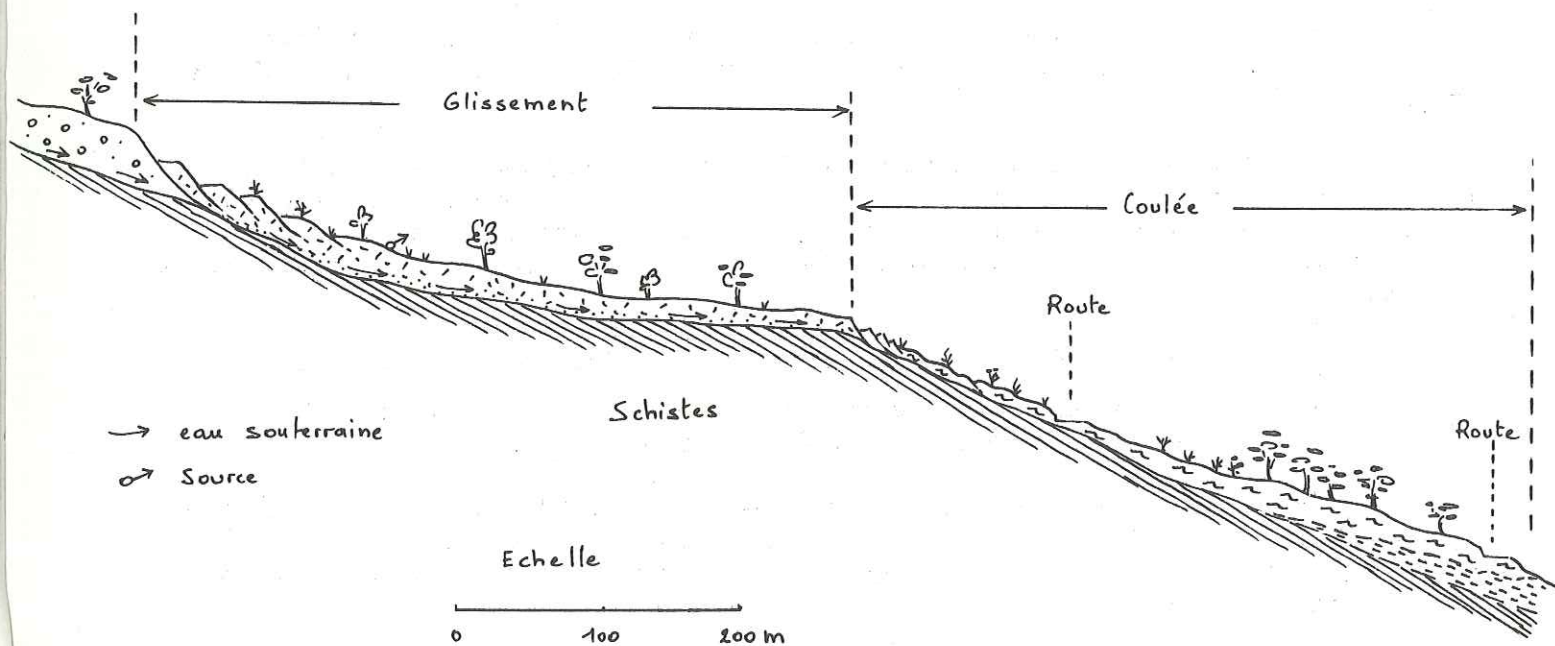 Glissement
Coulée
Route
Route
Schistes
eau souterraine
Source
Echelle
0 100 200 m